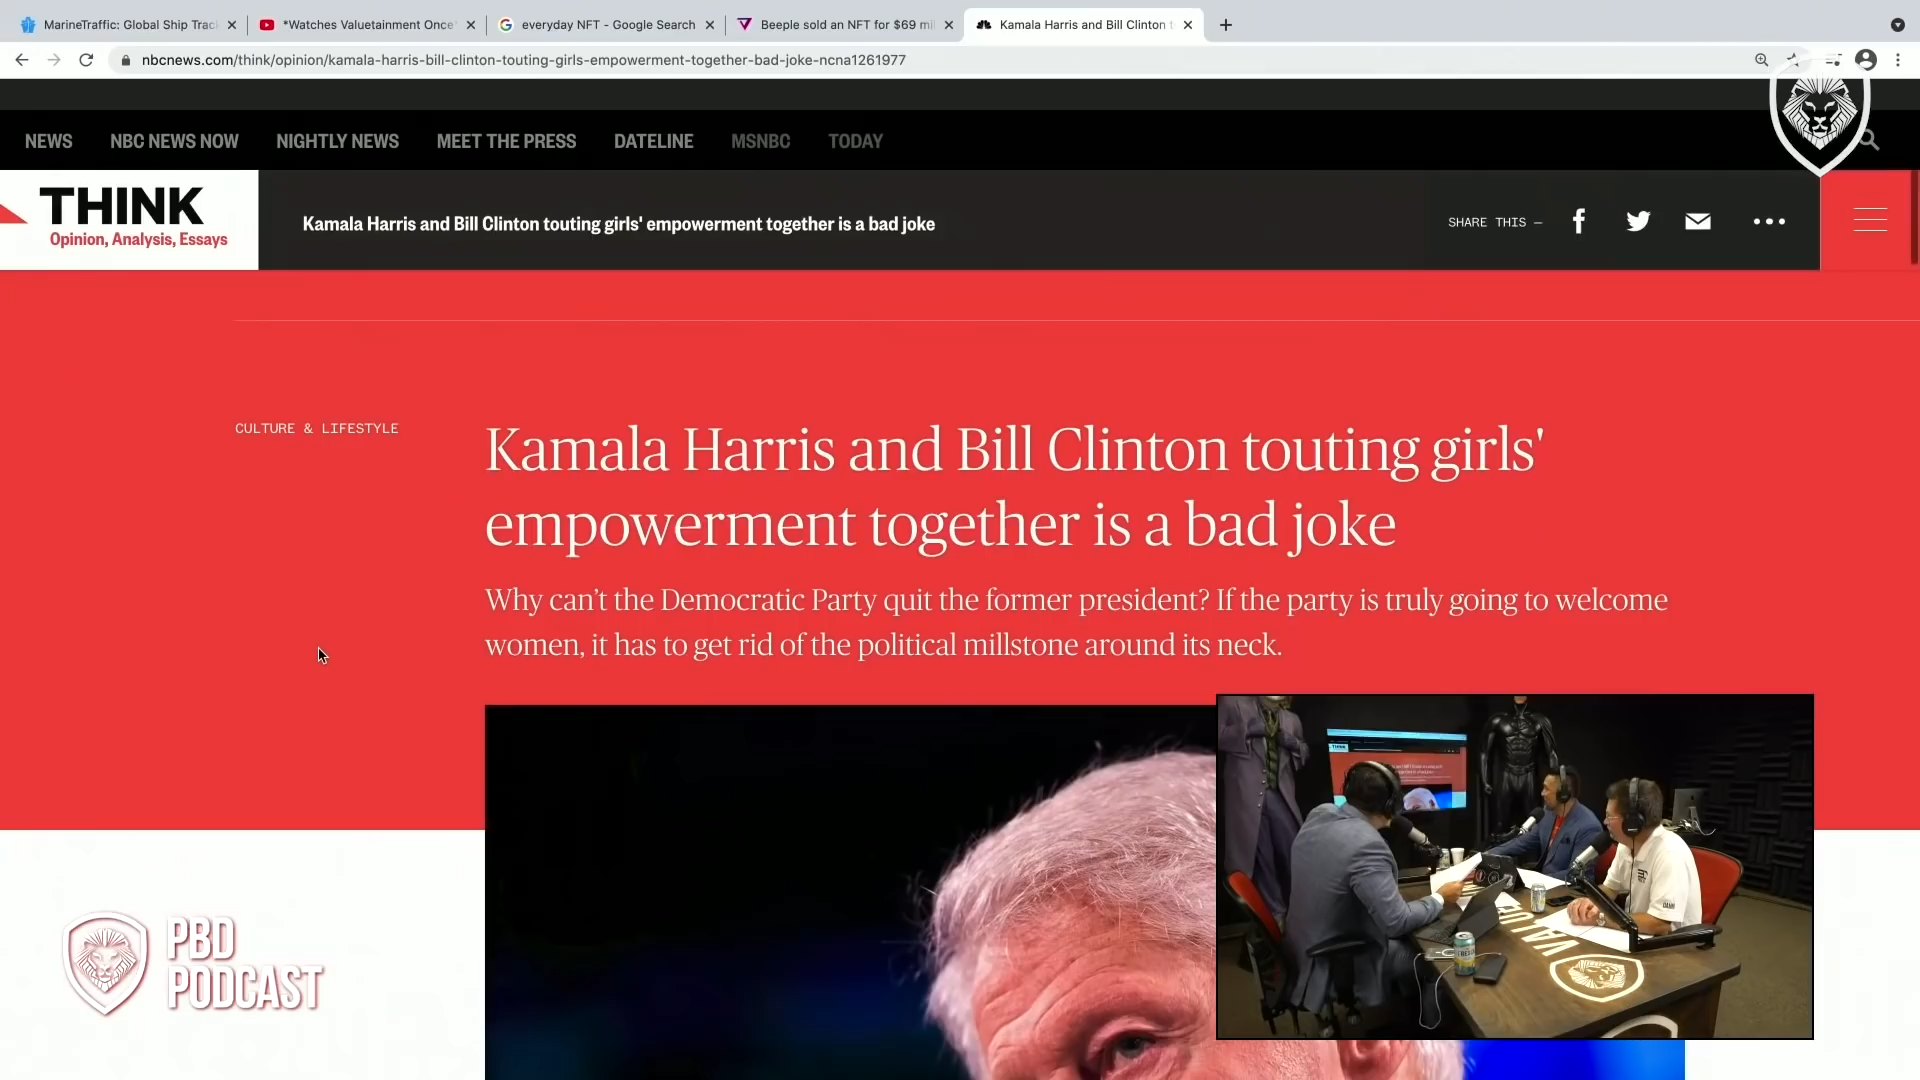 MarineTraffic: Global Ship Trac
*Watches Valuetainment Once*
everyday NFT - Google Search
Beeple sold an NFT for $69 mi
Kamala Harris and Bill Clinton t
nbcnews.com/think/opinion/kamala-harris-bill-clinton-touting-girls-empowerment-together-bad-joke-ncna1261977
NEWS
NBC NEWS NOW
NIGHTLY NEWS
MEET THE PRESS
DATELINE
MSNBC
TODAY
THINK
Opinion, Analysis, Essays
Kamala Harris and Bill Clinton touting girls' empowerment together is a bad joke
SHARE THIS —
CULTURE & LIFESTYLE
Kamala Harris and Bill Clinton touting girls'
empowerment together is a bad joke
Why can't the Democratic Party quit the former president? If the party is truly going to welcome
women, it has to get rid of the political millstone around its neck.
PBD
PODCAST
THINK